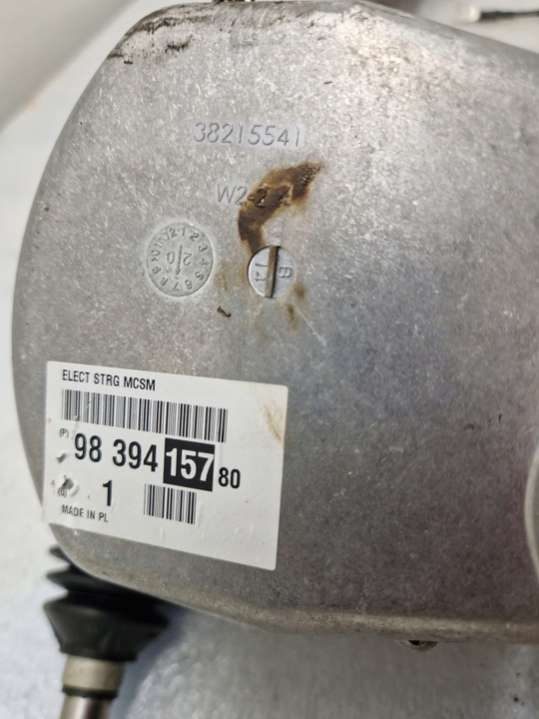 38215541
ELECT STRG MCSM
(P)
98 394 157 80
(Q) 1
MADE IN PL